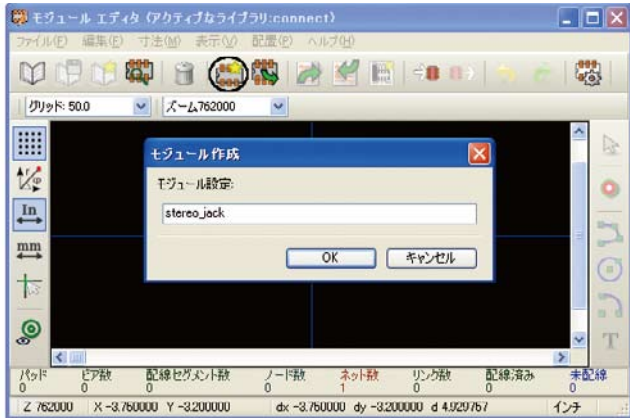 モジュール エディタ (アクティブなライブラリ:connect)
ファイル(F) 編集(E) 寸法(M) 表示(V) 配置(P) ヘルプ(H)
グリッド: 50.0 ズーム762000
モジュール作成
モジュール設定:
In
stereo_jack
mm
OK キャンセル
T
パッド ビア数 配線セグメント数 ノード数 ネット数 リンク数 配線済み 未配線
0 0 0 0 1 0 0 0
Z 762000 X -3.760000 Y -3.200000 dx -3.760000 dy -3.200000 d 4.929767 インチ